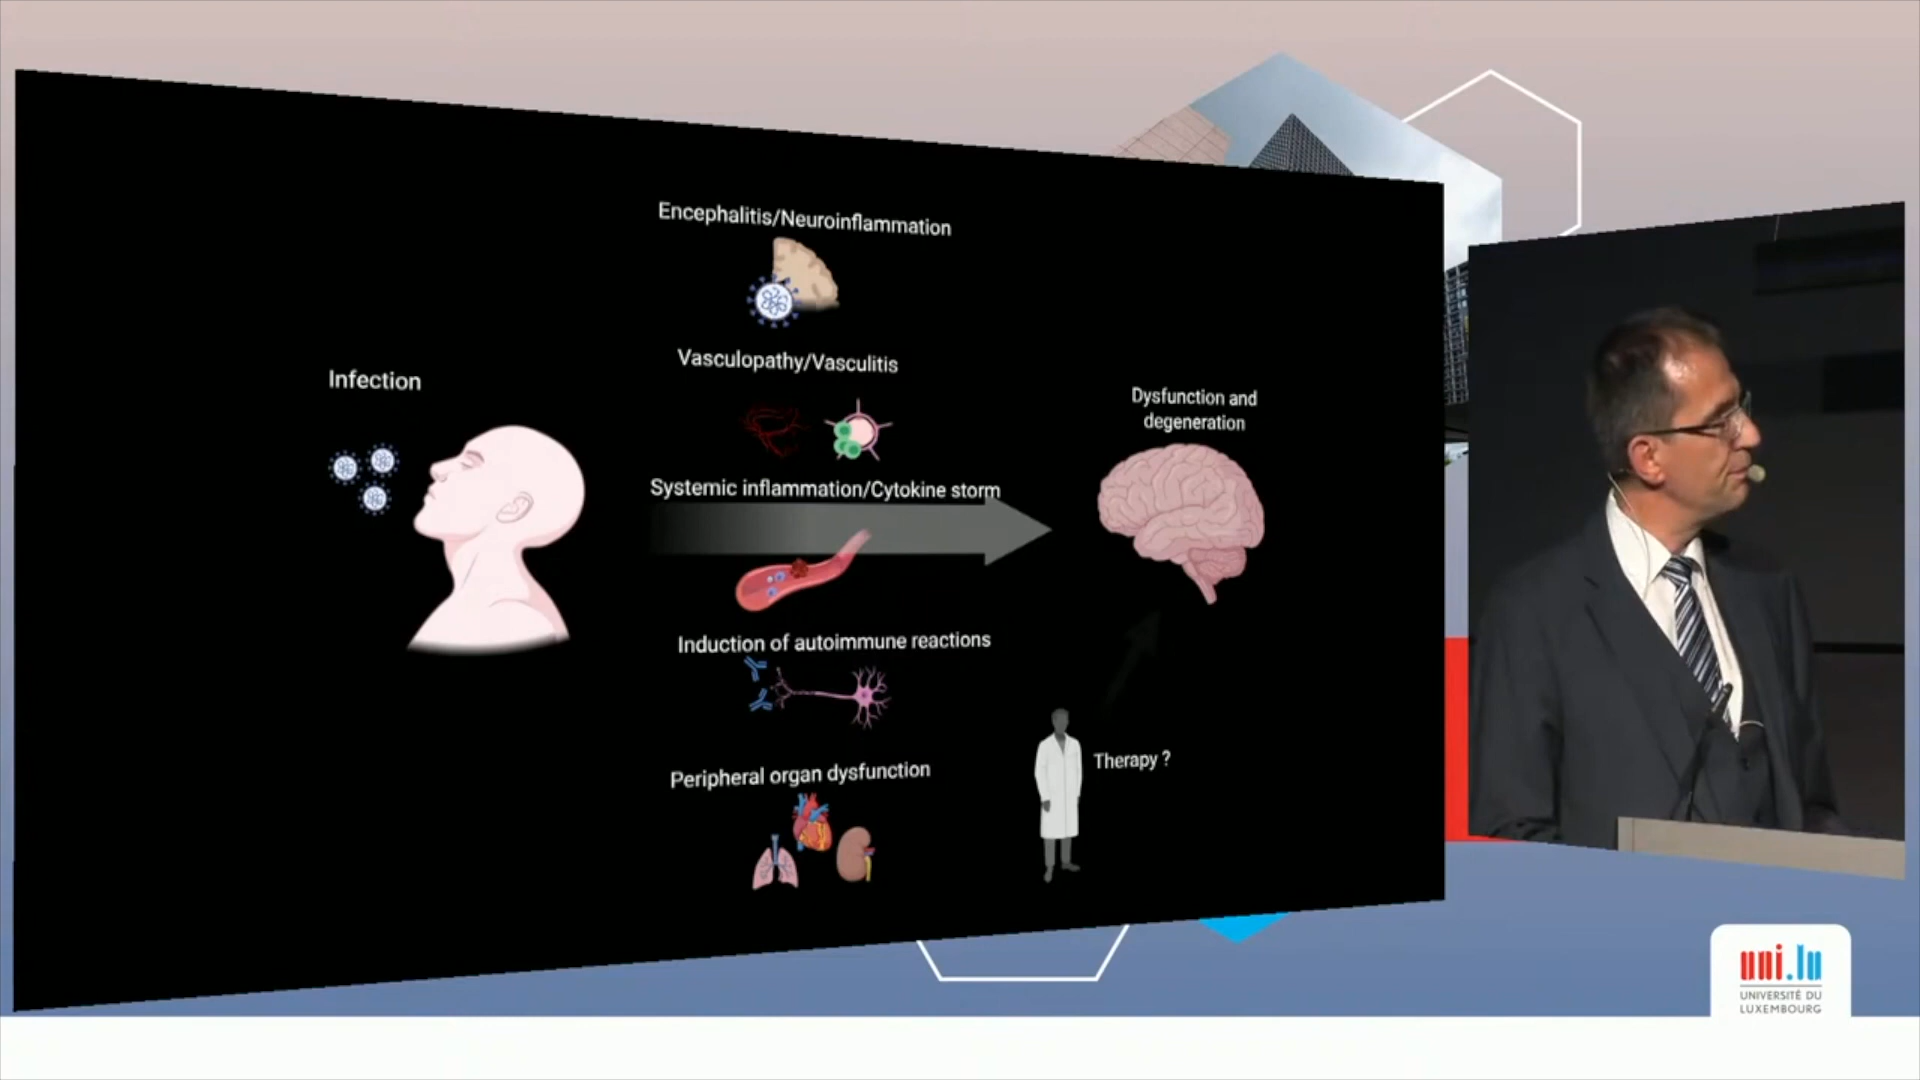 Encephalitis/Neuroinflammation
Vasculopathy/Vasculitis
Infection
Dysfunction and
degeneration
Systemic inflammation/Cytokine storm
Induction of autoimmune reactions
Therapy ?
Peripheral organ dysfunction
uni.lu
UNIVERSITÉ DU
LUXEMBOURG